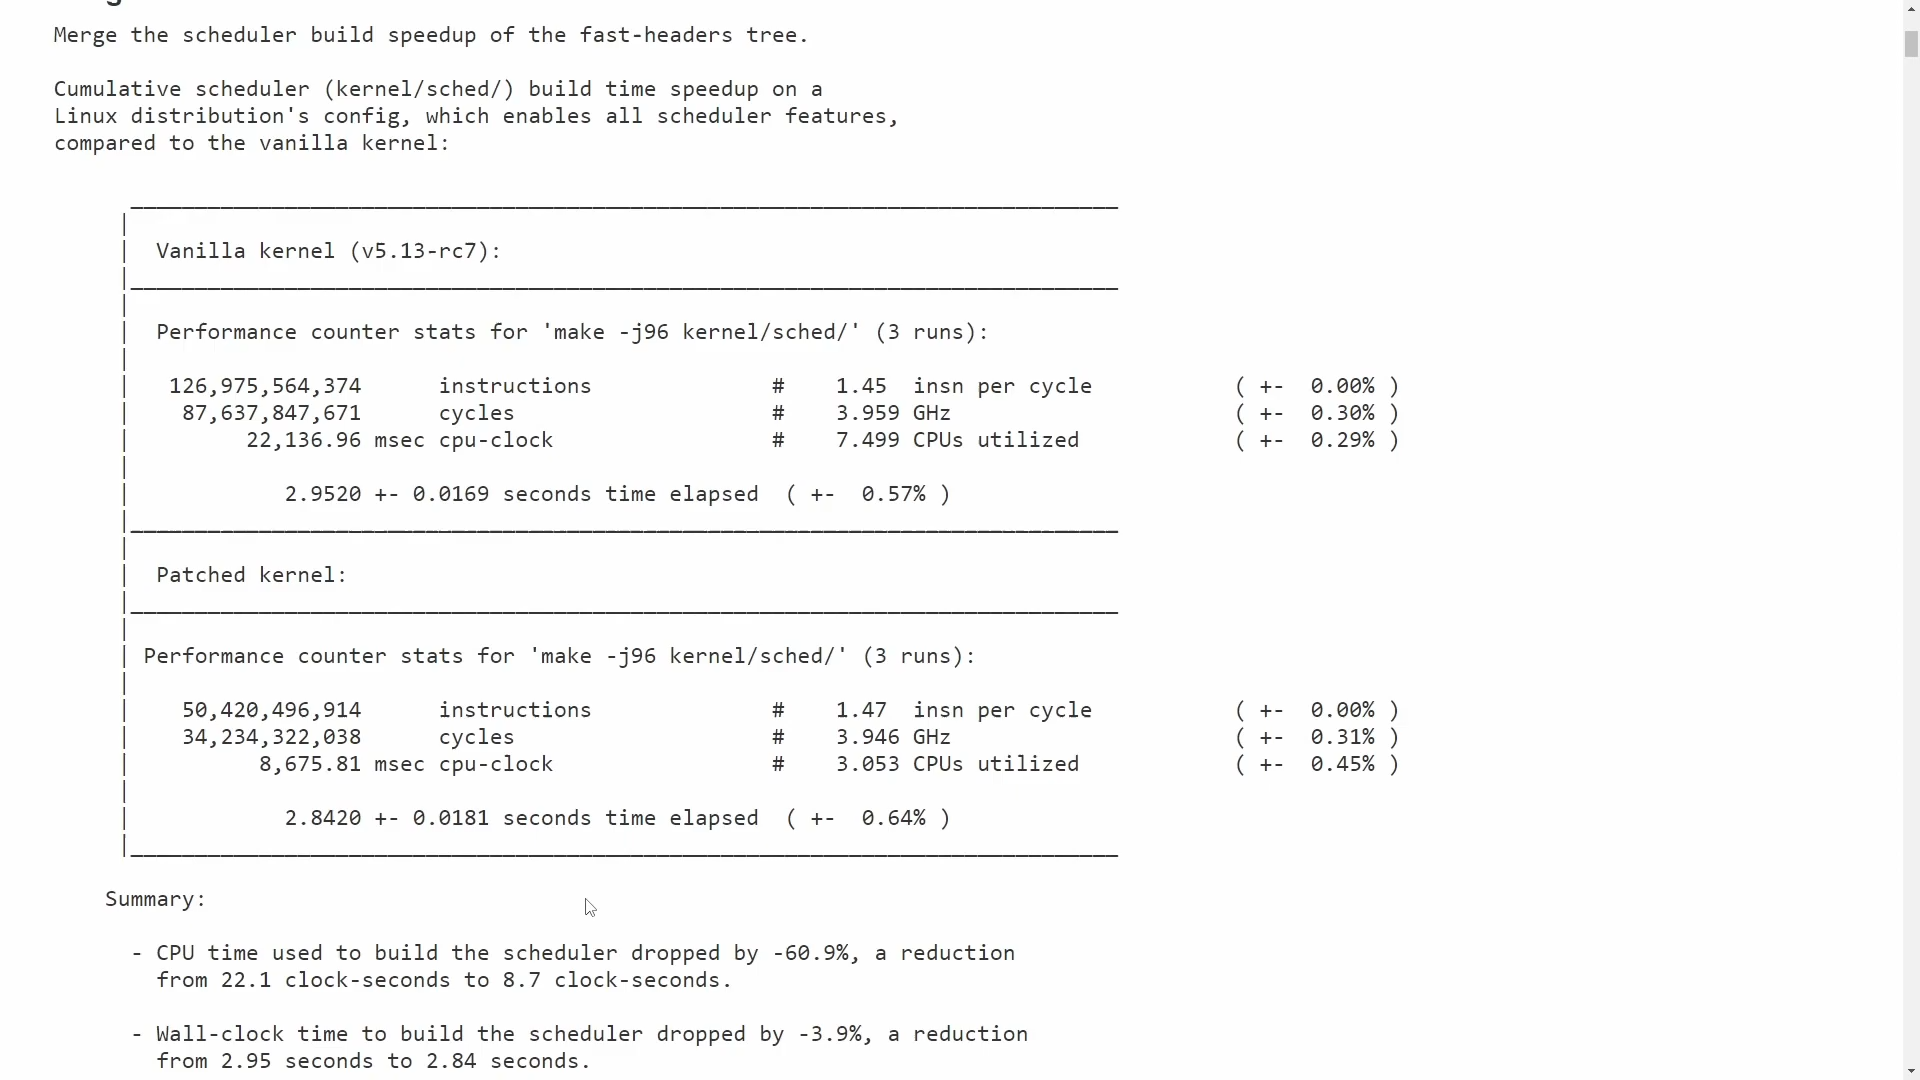 Merge the scheduler build speedup of the fast-headers tree.
Cumulative scheduler (kernel/sched/) build time speedup on a
Linux distribution's config, which enables all scheduler features,
compared to the vanilla kernel:
Vanilla kernel (v5.13-rc7):
Performance counter stats for 'make -j96 kernel/sched/' (3 runs):
126,975,564,374 instructions # 1.45 insn per cycle ( +- 0.00% )
87,637,847,671 cycles # 3.959 GHz ( +- 0.30% )
22,136.96 msec cpu-clock # 7.499 CPUs utilized ( +- 0.29% )
2.9520 +- 0.0169 seconds time elapsed ( +- 0.57% )
Patched kernel:
Performance counter stats for 'make -j96 kernel/sched/' (3 runs):
50,420,496,914 instructions # 1.47 insn per cycle ( +- 0.00% )
34,234,322,038 cycles # 3.946 GHz ( +- 0.31% )
8,675.81 msec cpu-clock # 3.053 CPUs utilized ( +- 0.45% )
2.8420 +- 0.0181 seconds time elapsed ( +- 0.64% )
Summary:
- CPU time used to build the scheduler dropped by -60.9%, a reduction
from 22.1 clock-seconds to 8.7 clock-seconds.
- Wall-clock time to build the scheduler dropped by -3.9%, a reduction
from 2.95 seconds to 2.84 seconds.